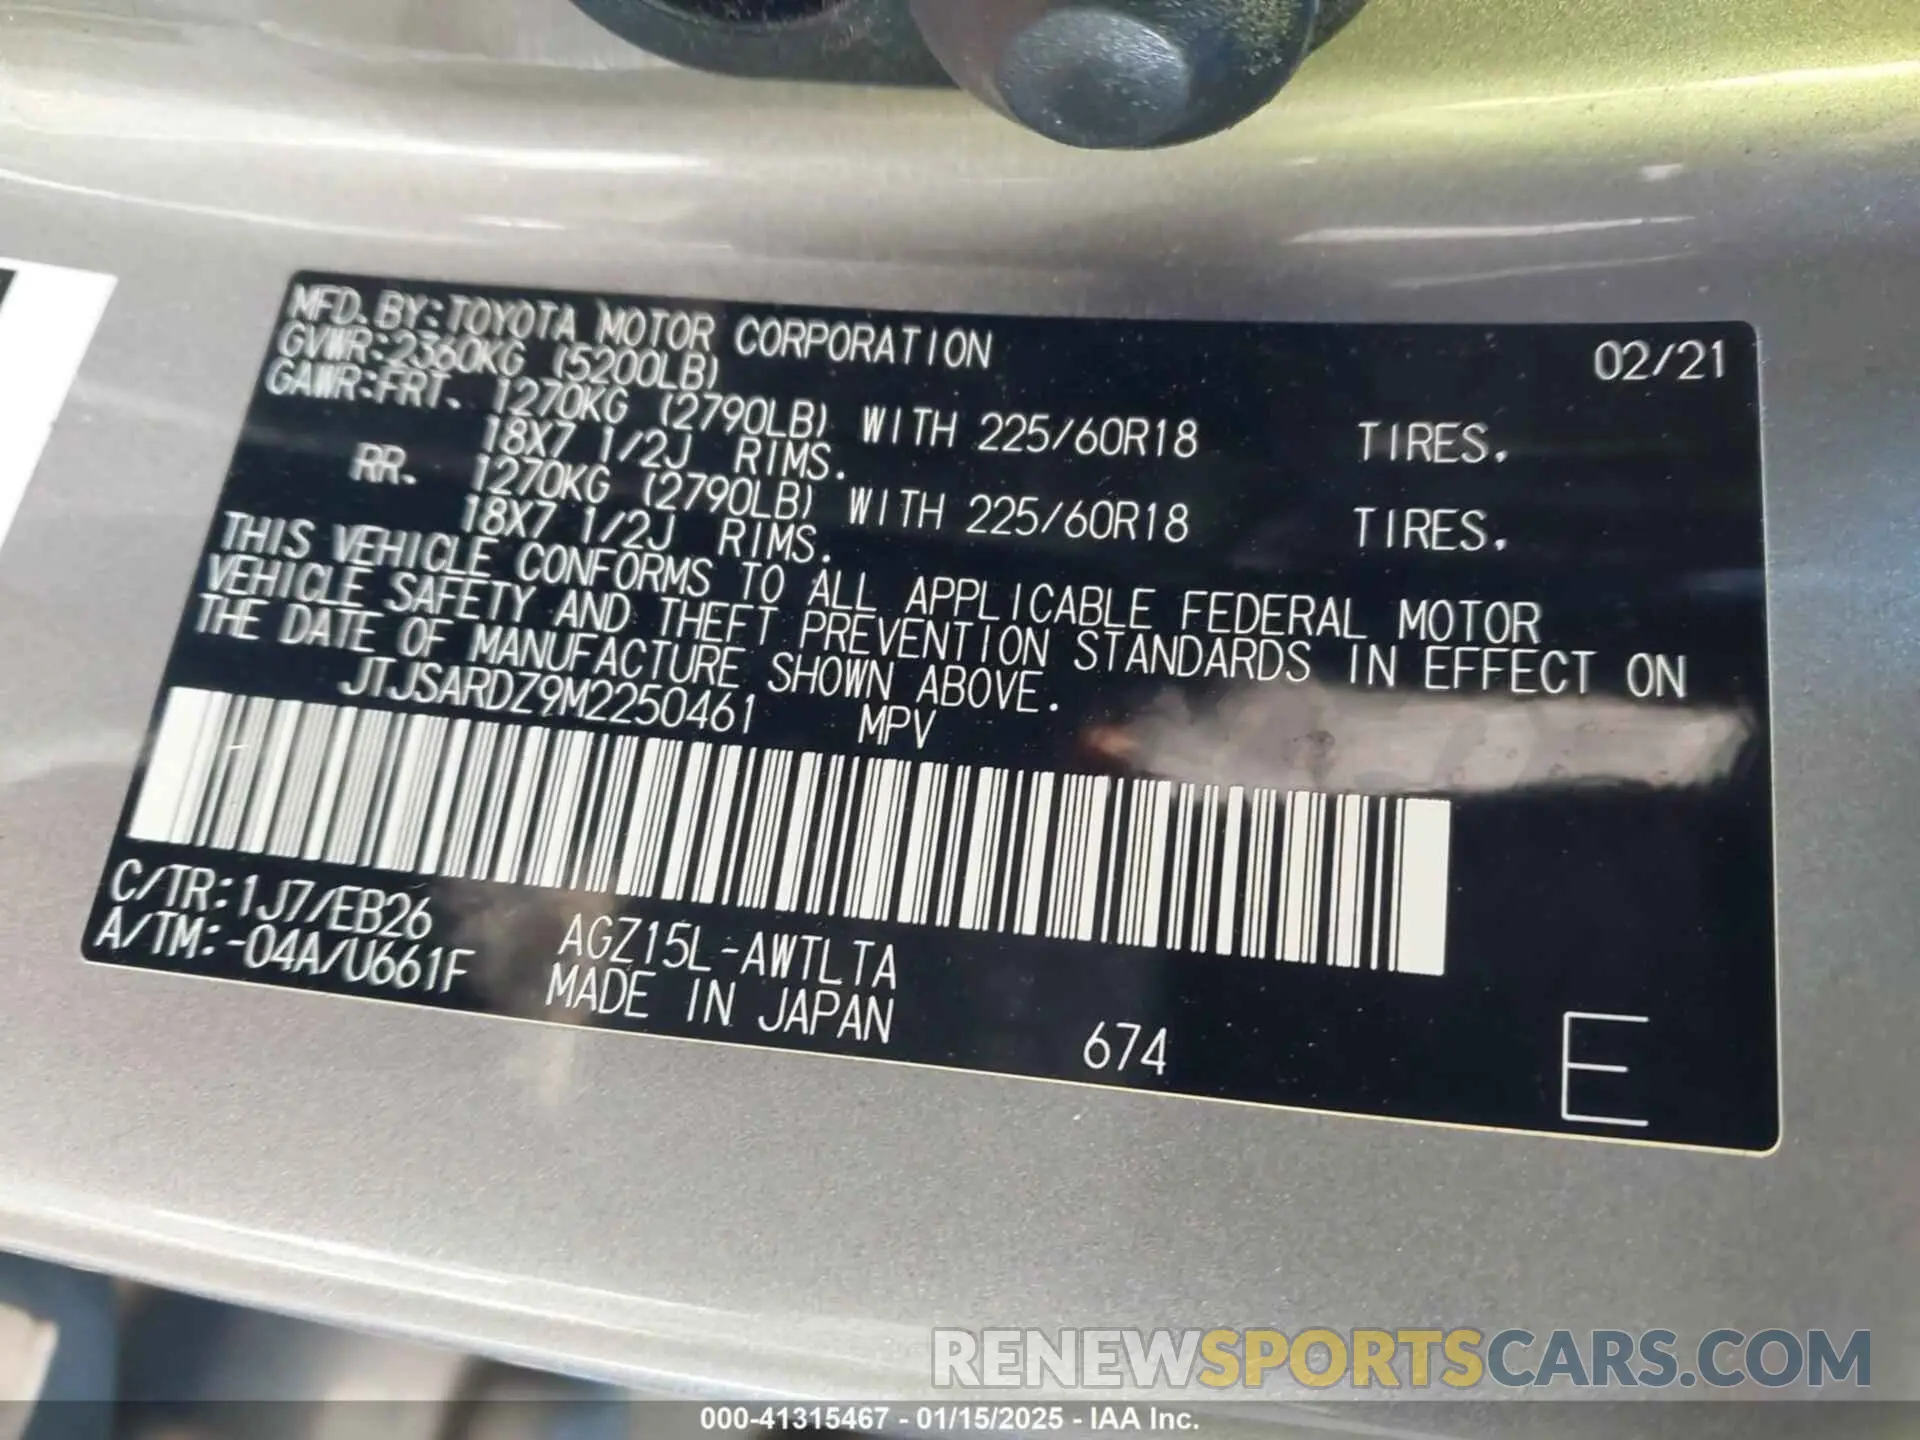 MFD. BY: TOYOTA MOTOR CORPORATION 02/21
GVWR: 2360KG (5200LB)
GAWR: FRT. 1270KG (2790LB) WITH 225/60R18 TIRES.
18X7 1/2J RIMS.
RR. 1270KG (2790LB) WITH 225/60R18 TIRES.
18X7 1/2J RIMS.
THIS VEHICLE CONFORMS TO ALL APPLICABLE FEDERAL MOTOR
VEHICLE SAFETY AND THEFT PREVENTION STANDARDS IN EFFECT ON
THE DATE OF MANUFACTURE SHOWN ABOVE.
JTJSARDZ9M2250461 MPV
C/TR: 1J7/EB26
A/TM: -04A/U661F
AGZ15L-AWTLTA
MADE IN JAPAN
674
E
RENEWSPORTSCARS.COM
000-41315467 - 01/15/2025 - IAA Inc.